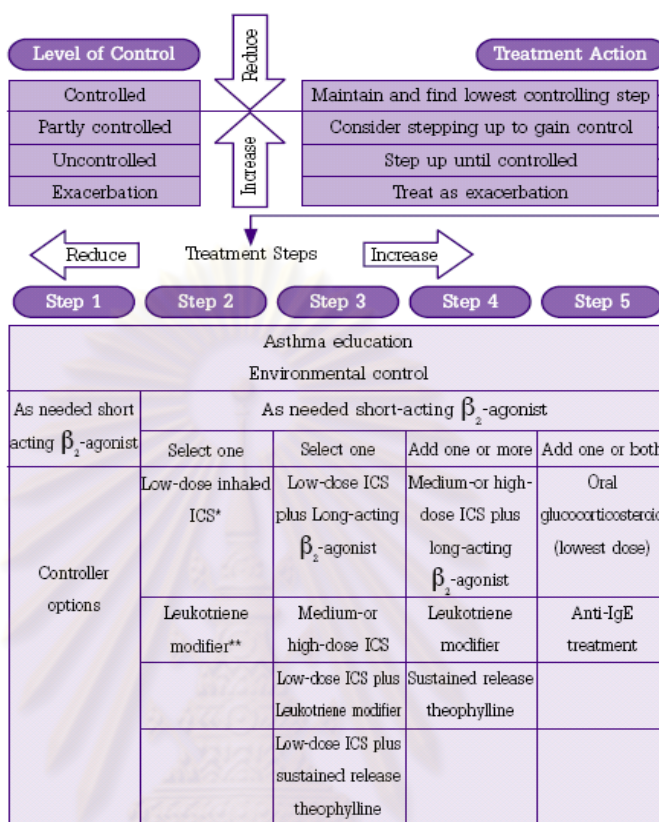 Level of Control
Reduce
Treatment Action
Controlled
Maintain and find lowest controlling step
Partly controlled
Consider stepping up to gain control
Uncontrolled
Increase
Step up until controlled
Exacerbation
Treat as exacerbation
Reduce
Treatment Steps
Increase
Step 1
Step 2
Step 3
Step 4
Step 5
Asthma education
Environmental control
As needed short
acting β2-agonist
As needed short-acting β2-agonist
Select one
Select one
Add one or more
Add one or both
Controller
options
Low-dose inhaled
ICS*
Low-dose ICS
plus Long-acting
β2-agonist
Medium-or high-
dose ICS plus
long-acting
β2-agonist
Oral
glucocorticosteroid
(lowest dose)
Leukotriene
modifier**
Medium-or
high-dose ICS
Leukotriene
modifier
Anti-IgE
treatment
Low-dose ICS plus
Leukotriene modifier
Sustained release
theophylline
Low-dose ICS plus
sustained release
theophylline